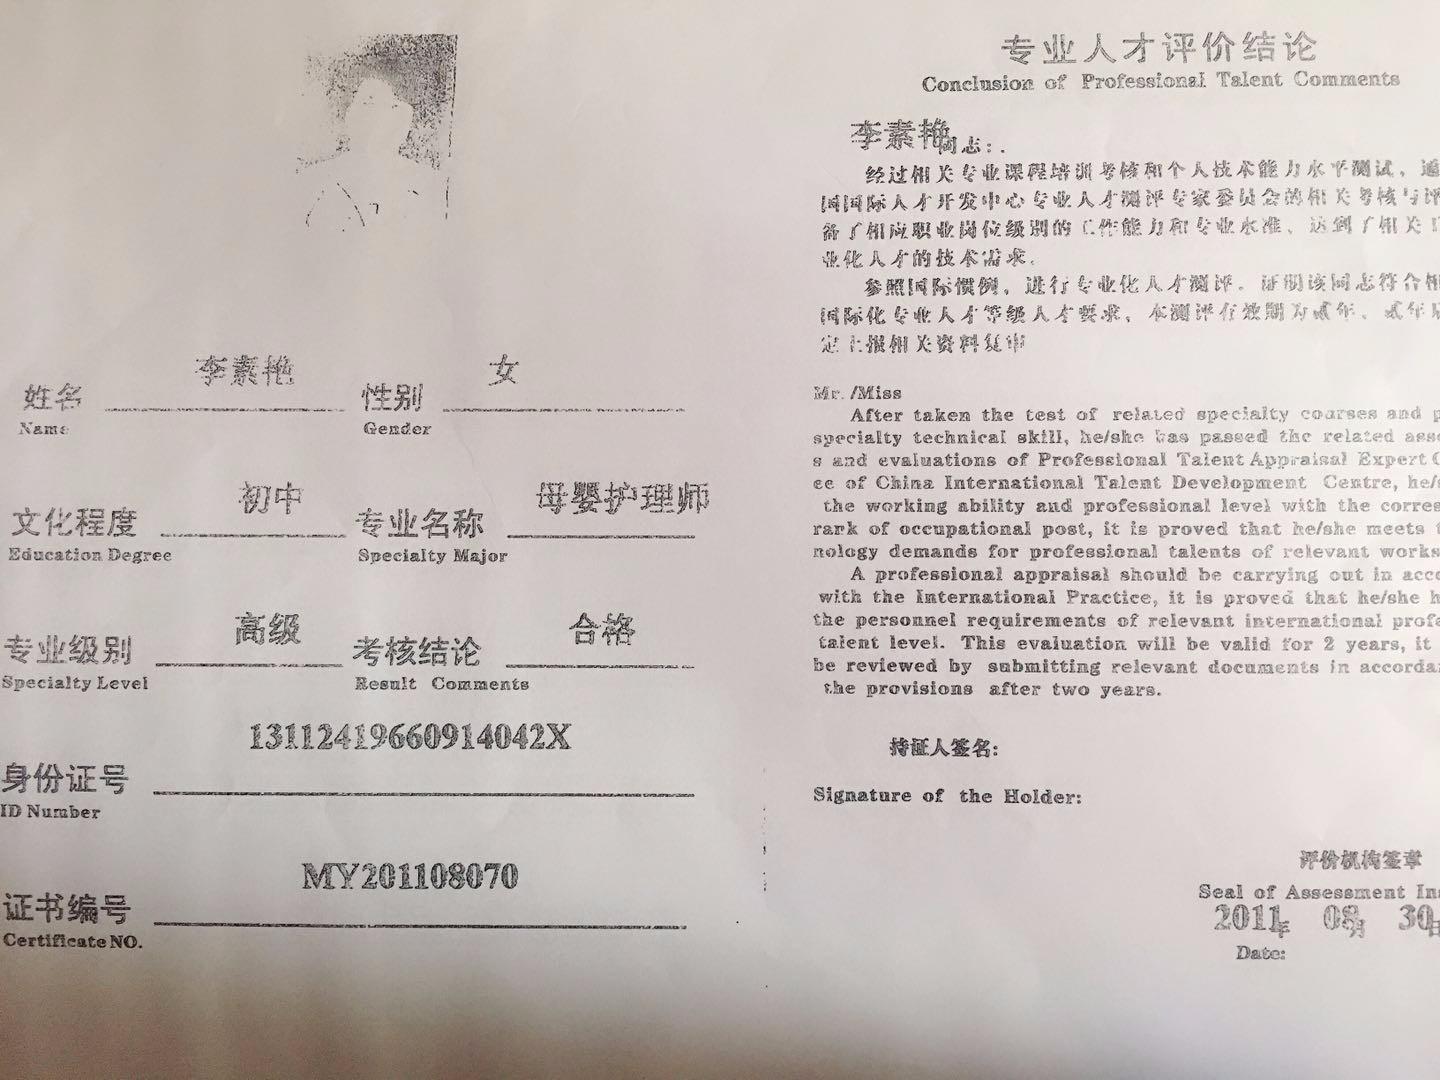 李素艳 女
姓名 性别
Name Gender
初中 母婴护理师
文化程度 专业名称
Education Degree Specialty Major
高级 合格
专业级别 考核结论
Specialty Level Result Comments
13112419660914042X
身份证号
ID Number
MY201108070
证书编号
Certificate NO.
专业人才评价结论
Conclusion of Professional Talent Comments
李素艳同志:.
经过相关专业课程培训考核和个人技术能力水平测试，通
国国际人才开发中心专业人才测评专家委员会的相关考核与评
备了相应职业岗位级别的工作能力和专业水准、达到了相关
业化人才的技术需求。
参照国际惯例，进行专业化人才测评。证明该同志符合相
国际化专业人才等级人才要求，本测评有效期为贰年、贰年后
定上报相关资料复审
Mr. /Miss
After taken the test of related specialty courses and p
specialty technical skill, he/she has passed the related asse
s and evaluations of Professional Talent Appraisal Expert C
ee of China International Talent Development Centre, he/s
the working ability and professional level with the corres
rark of occupational post, it is proved that he/she meets t
nology demands for professional talents of relevant works
A professional appraisal should be carrying out in acco
with the International Practice, it is proved that he/she h
the personnel requirements of relevant international profe
talent level. This evaluation will be valid for 2 years, it
be reviewed by submitting relevant documents in accorda
the provisions after two years.
持证人签名:
Signature of the Holder:
评价机构签章
Seal of Assessment Ins
2011年 08月 30日
Date: